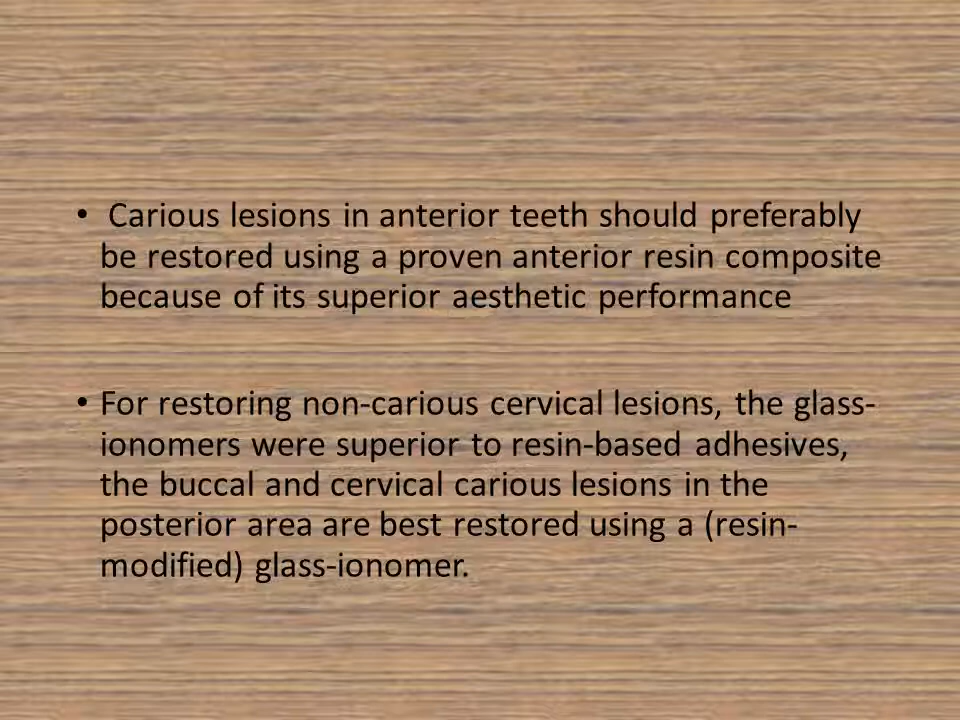 • Carious lesions in anterior teeth should preferably
be restored using a proven anterior resin composite
because of its superior aesthetic performance
• For restoring non-carious cervical lesions, the glass-
ionomers were superior to resin-based adhesives,
the buccal and cervical carious lesions in the
posterior area are best restored using a (resin-
modified) glass-ionomer.